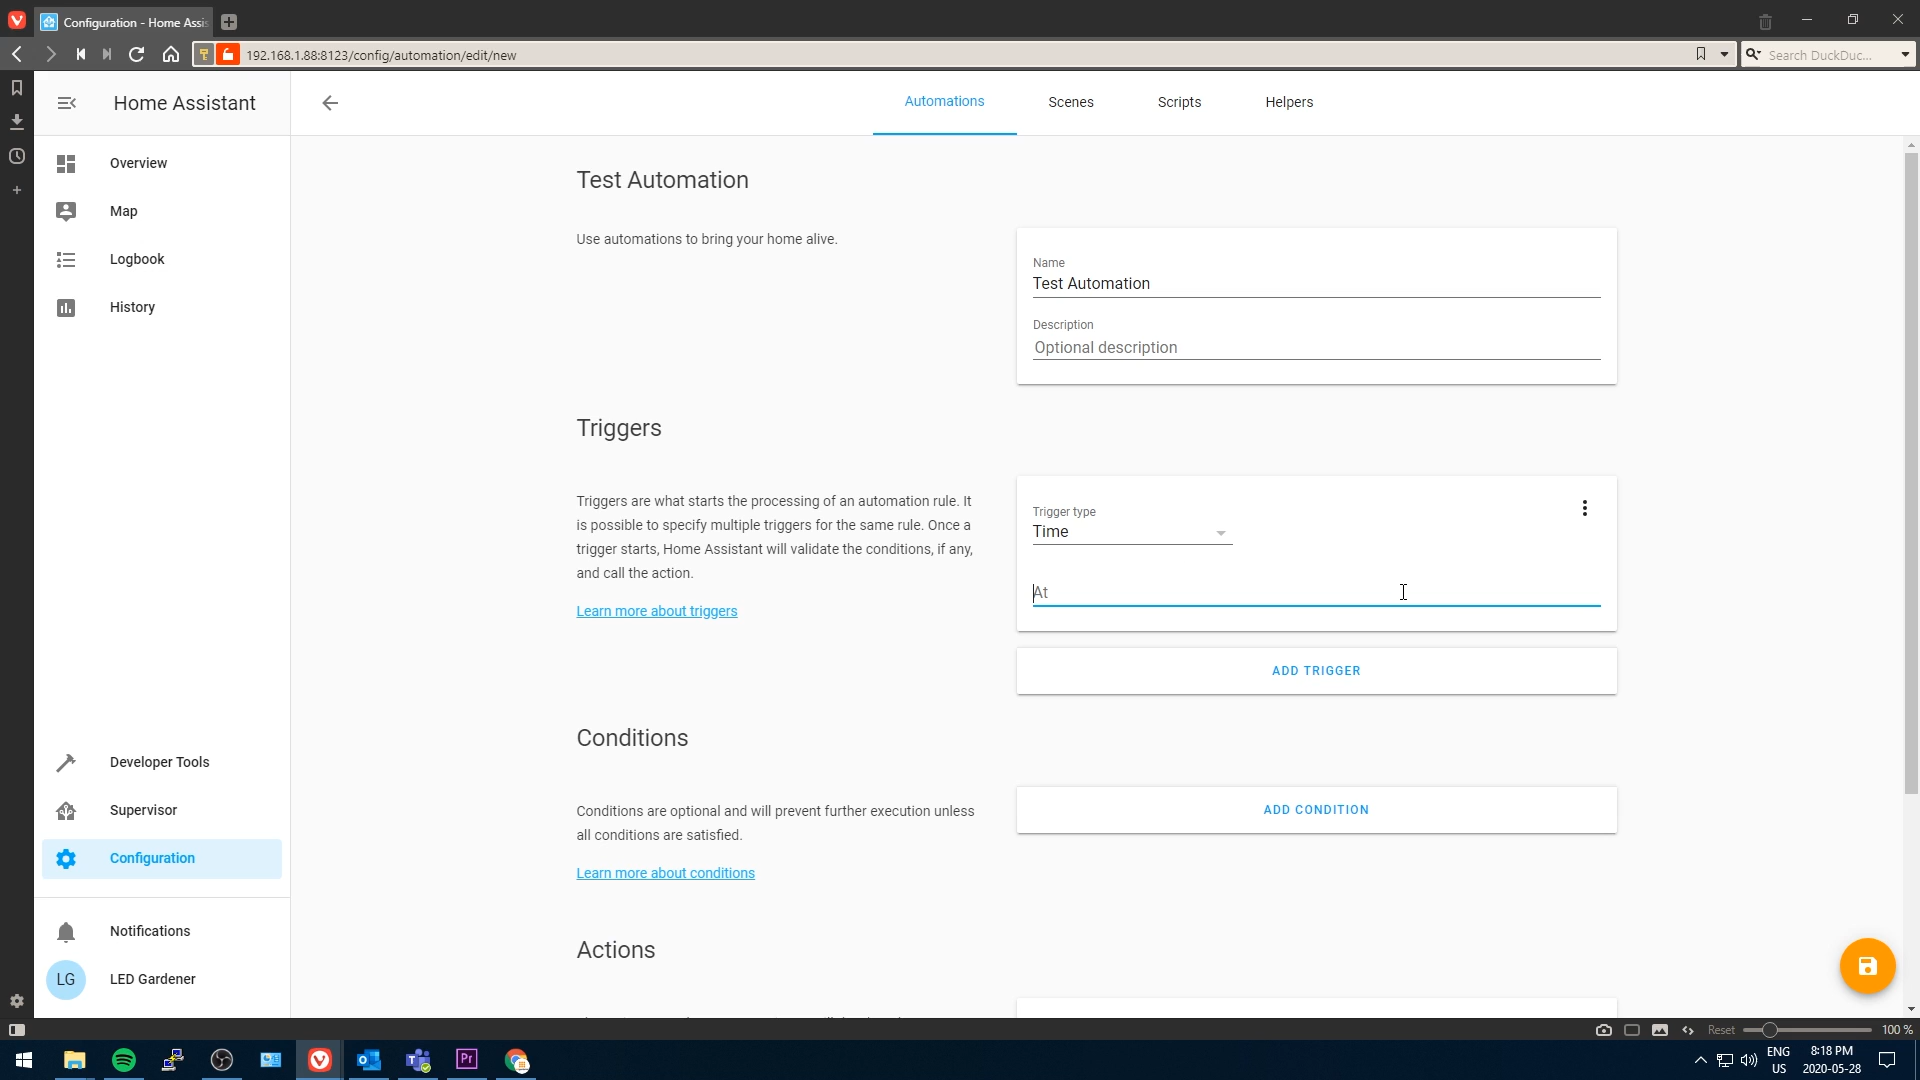 Configuration - Home Assis
192.168.1.88:8123/config/automation/edit/new
Search DuckDuc...
Home Assistant
Automations
Scenes
Scripts
Helpers
Overview
Map
Logbook
History
Developer Tools
Supervisor
Configuration
Notifications
LG
LED Gardener
Test Automation
Use automations to bring your home alive.
Name
Test Automation
Description
Optional description
Triggers
Triggers are what starts the processing of an automation rule. It
is possible to specify multiple triggers for the same rule. Once a
trigger starts, Home Assistant will validate the conditions, if any,
and call the action.
Learn more about triggers
Trigger type
Time
At
ADD TRIGGER
Conditions
Conditions are optional and will prevent further execution unless
all conditions are satisfied.
Learn more about conditions
ADD CONDITION
Actions
Reset
100 %
Pr
ENG
US
8:18 PM
2020-05-28